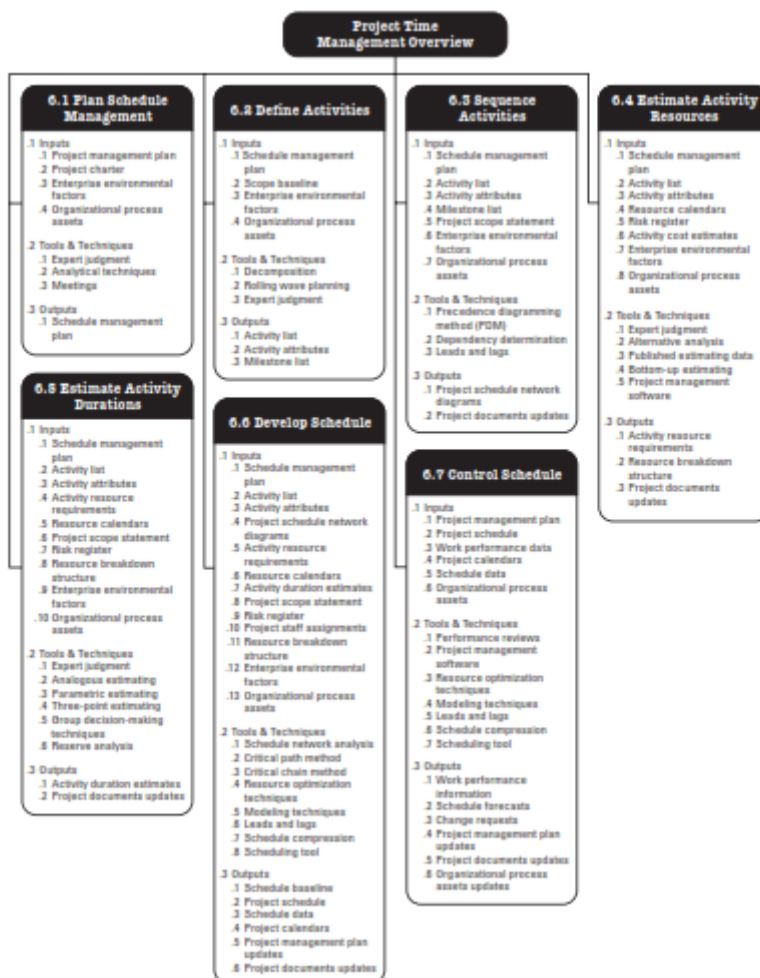 Project Time
Management Overview
6.1 Plan Schedule
Management
.1 Inputs
.1 Project management plan
.2 Project charter
.3 Enterprise environmental
factors
.4 Organizational process
assets
.2 Tools & Techniques
.1 Expert judgment
.2 Analytical techniques
.3 Meetings
.3 Outputs
.1 Schedule management
plan
6.2 Define Activities
.1 Inputs
.1 Schedule management
plan
.2 Scope baseline
.3 Enterprise environmental
factors
.4 Organizational process
assets
.2 Tools & Techniques
.1 Decomposition
.2 Rolling wave planning
.3 Expert judgment
.3 Outputs
.1 Activity list
.2 Activity attributes
.3 Milestone list
6.3 Sequence
Activities
.1 Inputs
.1 Schedule management
plan
.2 Activity list
.3 Activity attributes
.4 Milestone list
.5 Project scope statement
.6 Enterprise environmental
factors
.7 Organizational process
assets
.2 Tools & Techniques
.1 Precedence diagramming
method (PDM)
.2 Dependency determination
.3 Leads and lags
.3 Outputs
.1 Project schedule network
diagrams
.2 Project documents updates
6.4 Estimate Activity
Resources
.1 Inputs
.1 Schedule management
plan
.2 Activity list
.3 Activity attributes
.4 Resource calendars
.5 Risk register
.6 Activity cost estimates
.7 Enterprise environmental
factors
.8 Organizational process
assets
.2 Tools & Techniques
.1 Expert judgment
.2 Alternative analysis
.3 Published estimating data
.4 Bottom-up estimating
.5 Project management
software
.3 Outputs
.1 Activity resource
requirements
.2 Resource breakdown
structure
.3 Project documents
updates
6.5 Estimate Activity
Durations
.1 Inputs
.1 Schedule management
plan
.2 Activity list
.3 Activity attributes
.4 Activity resource
requirements
.5 Resource calendars
.6 Project scope statement
.7 Risk register
.8 Resource breakdown
structure
.9 Enterprise environmental
factors
.10 Organizational process
assets
.2 Tools & Techniques
.1 Expert judgment
.2 Analogous estimating
.3 Parametric estimating
.4 Three-point estimating
.5 Group decision-making
techniques
.6 Reserve analysis
.3 Outputs
.1 Activity duration estimates
.2 Project documents updates
6.6 Develop Schedule
.1 Inputs
.1 Schedule management
plan
.2 Activity list
.3 Activity attributes
.4 Project schedule network
diagrams
.5 Activity resource
requirements
.6 Resource calendars
.7 Activity duration estimates
.8 Project scope statement
.9 Risk register
.10 Project staff assignments
.11 Resource breakdown
structure
.12 Enterprise environmental
factors
.13 Organizational process
assets
.2 Tools & Techniques
.1 Schedule network analysis
.2 Critical path method
.3 Critical chain method
.4 Resource optimization
techniques
.5 Modeling techniques
.6 Leads and lags
.7 Schedule compression
.8 Scheduling tool
.3 Outputs
.1 Schedule baseline
.2 Project schedule
.3 Schedule data
.4 Project calendars
.5 Project management plan
updates
.6 Project documents updates
6.7 Control Schedule
.1 Inputs
.1 Project management plan
.2 Project schedule
.3 Work performance data
.4 Project calendars
.5 Schedule data
.6 Organizational process
assets
.2 Tools & Techniques
.1 Performance reviews
.2 Project management
software
.3 Resource optimization
techniques
.4 Modeling techniques
.5 Leads and lags
.6 Schedule compression
.7 Scheduling tool
.3 Outputs
.1 Work performance
information
.2 Schedule forecasts
.3 Change requests
.4 Project management plan
updates
.5 Project documents updates
.6 Organizational process
assets updates